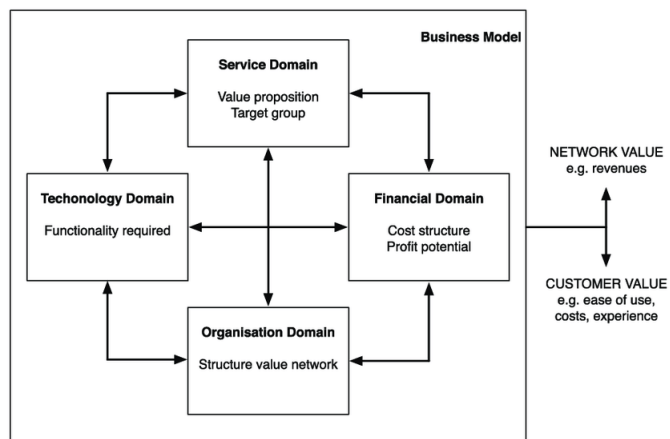 Business Model
Service Domain
Value proposition
Target group
Techonology Domain
Functionality required
Financial Domain
Cost structure
Profit potential
Organisation Domain
Structure value network
NETWORK VALUE
e.g. revenues
CUSTOMER VALUE
e.g. ease of use,
costs, experience